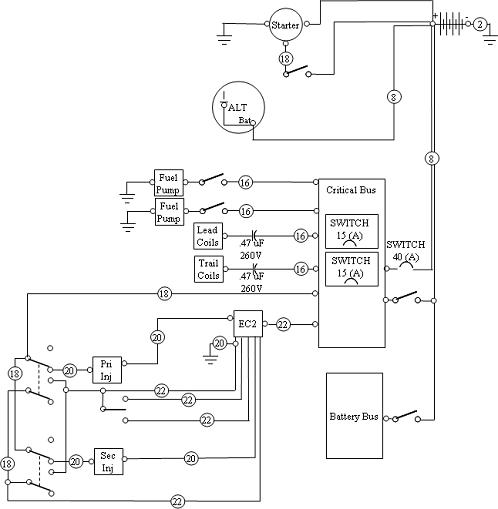 Starter
+
-
2
18
8
ALT
Bat
8
Fuel
Pump
16
Critical Bus
Fuel
Pump
16
Lead
Coils
16
.47 uF
260V
SWITCH
15 (A)
SWITCH
40 (A)
Trail
Coils
16
.47 uF
260V
SWITCH
15 (A)
18
EC2
22
20
20
18
20
Pri
Inj
22
22
22
Battery Bus
18
20
Sec
Inj
20
22